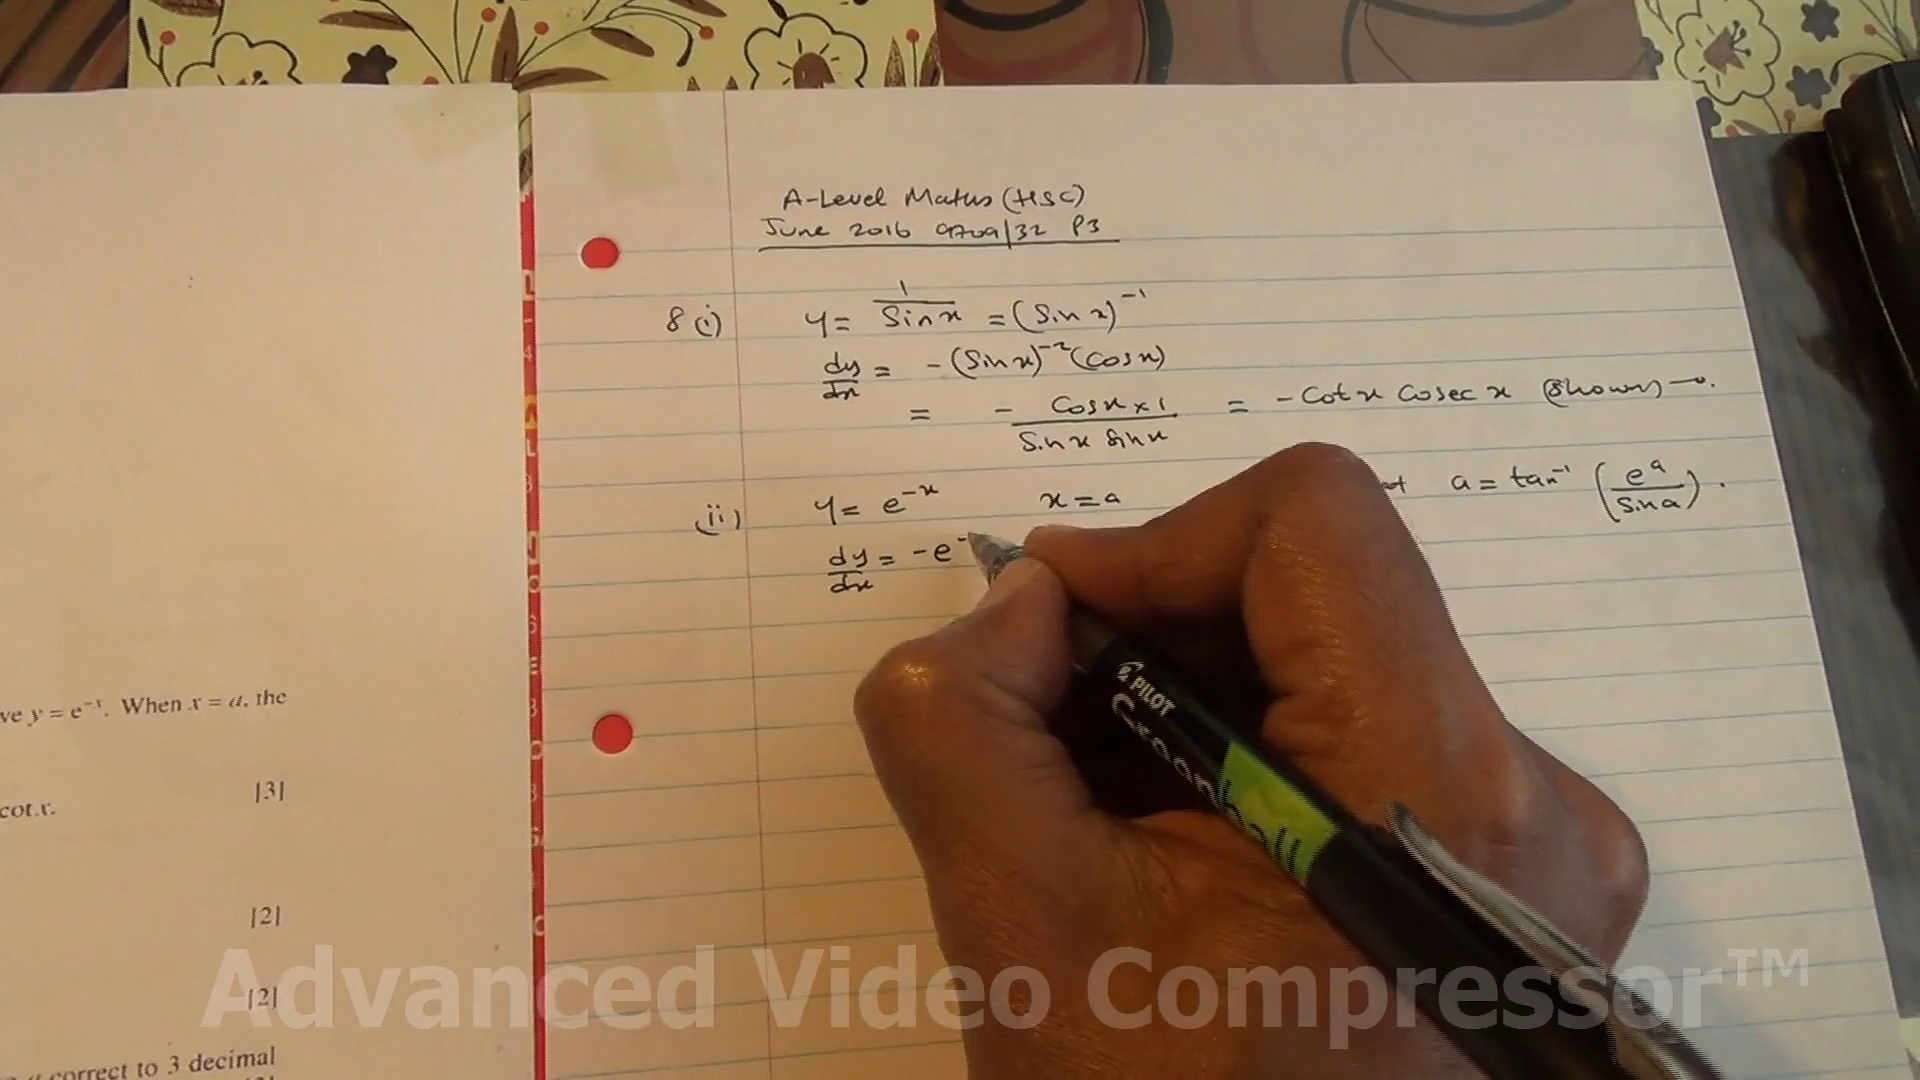 A-Level Maths (HSC)
June 2016 9709/32 P3
8 (i) y = 1/Sin x = (Sin x)^-1
dy/dx = -(Sin x)^-2 (Cos x)
= - Cos x × 1 / Sin x Sin x = - Cot x Cosec x (Shown)
(ii) y = e^-x x = a a = tan^-1 (e^a / Sin a).
dy/dx = -e^-
ve y = e^-x. When x = a, the
[3]
cot x.
[2]
[2]
correct to 3 decimal
PILOT
Advanced Video Compressor™